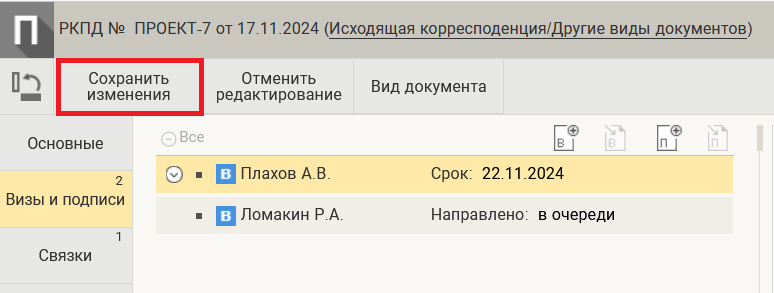 П РКПД № ПРОЕКТ-7 от 17.11.2024 (Исходящая корреспонденция/Другие виды документов)
Сохранить изменения
Отменить редактирование
Вид документа
Основные
2
Визы и подписи
1
Связки
Все
В В П П
В Плахов А.В. Срок: 22.11.2024
В Ломакин Р.А. Направлено: в очереди